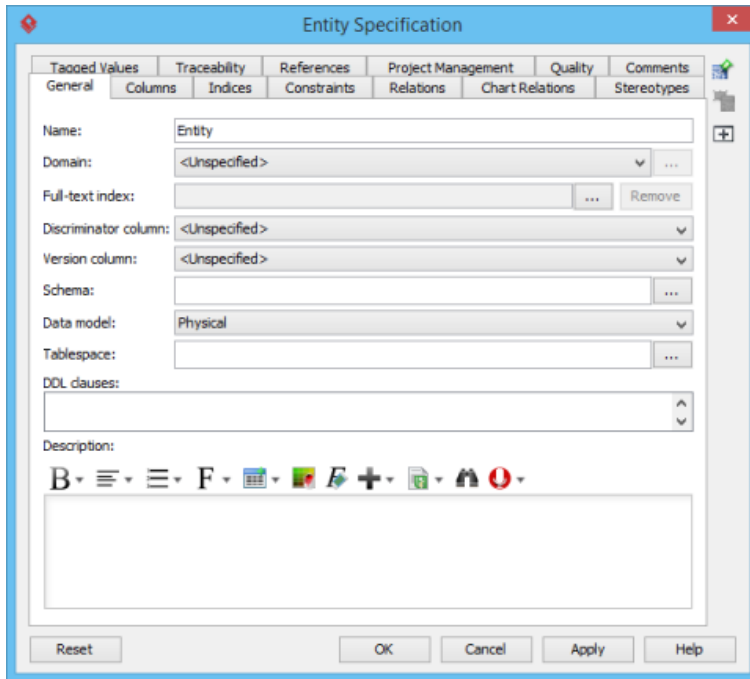 Entity Specification
Tagged Values Traceability References Project Management Quality Comments
General Columns Indices Constraints Relations Chart Relations Stereotypes
Name: Entity
Domain: <Unspecified> ...
Full-text index: ... Remove
Discriminator column: <Unspecified>
Version column: <Unspecified>
Schema: ...
Data model: Physical
Tablespace: ...
DDL clauses:
Description:
B F F
Reset OK Cancel Apply Help